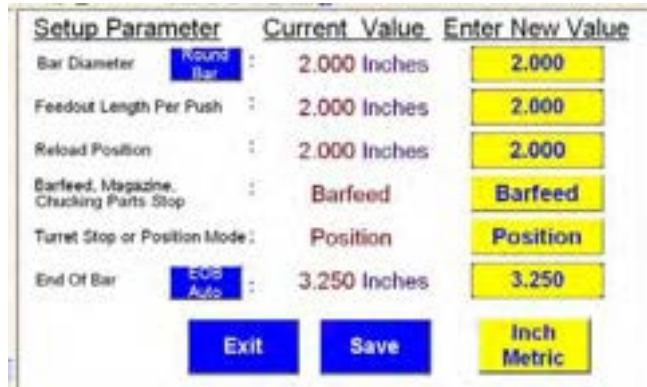 Setup Parameter Current Value Enter New Value
Bar Diameter Round Bar : 2.000 Inches 2.000
Feedout Length Per Push : 2.000 Inches 2.000
Reload Position : 2.000 Inches 2.000
Barfeed, Magazine,
Chucking Parts Stop : Barfeed Barfeed
Turret Stop or Position Mode : Position Position
End Of Bar EOB Auto : 3.250 Inches 3.250
Exit Save Inch
Metric